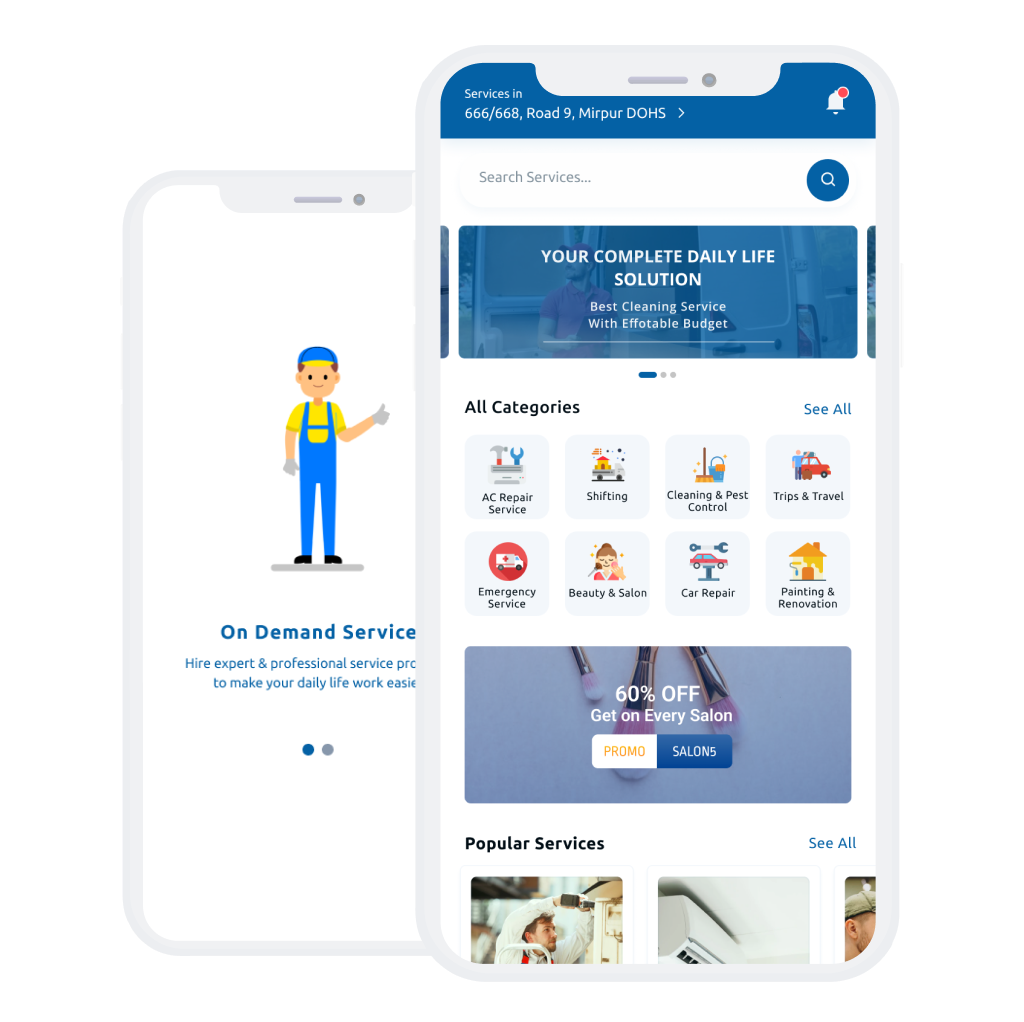 Services in
666/668, Road 9, Mirpur DOHS
Search Services...
YOUR COMPLETE DAILY LIFE
SOLUTION
Best Cleaning Service
With Effotable Budget
All Categories
See All
AC Repair
Service
Shifting
Cleaning & Pest
Control
Trips & Travel
Emergency
Service
Beauty & Salon
Car Repair
Painting &
Renovation
60% OFF
Get on Every Salon
PROMO
SALON5
Popular Services
See All
On Demand Service
Hire expert & professional service pro
to make your daily life work easie